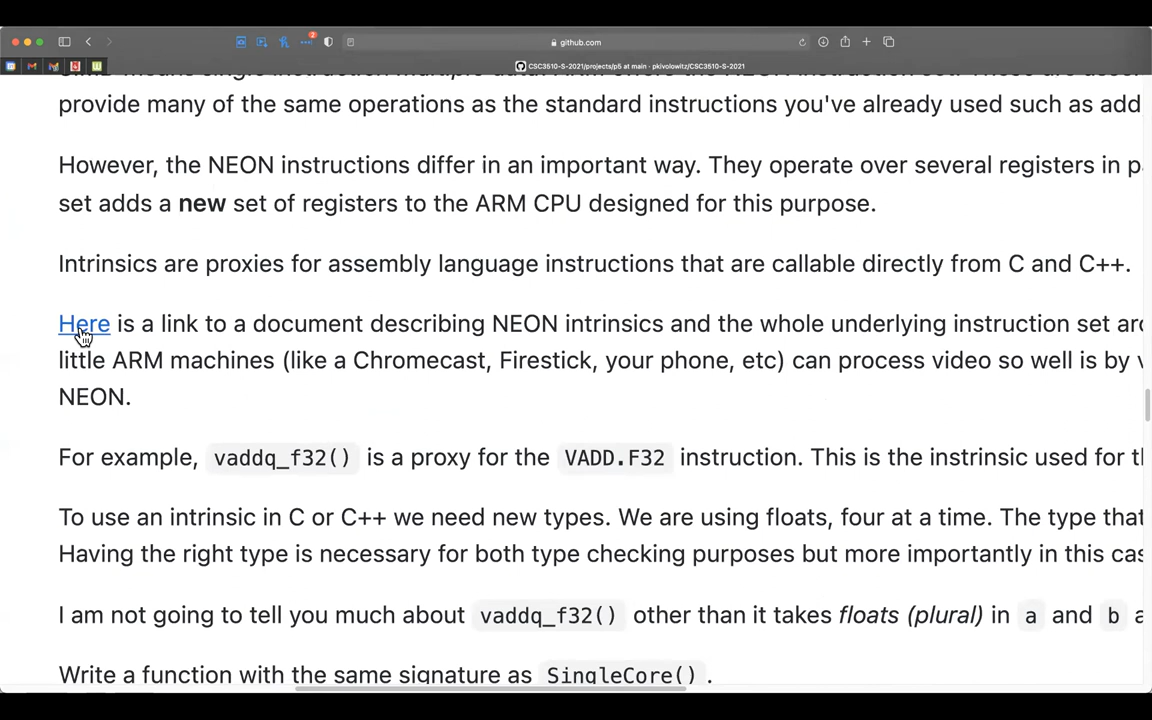 2
github.com
CSC3510-S-2021/projects/p5 at main · pkivolowitz/CSC3510-S-2021
provide many of the same operations as the standard instructions you've already used such as add
However, the NEON instructions differ in an important way. They operate over several registers in p
set adds a new set of registers to the ARM CPU designed for this purpose.
Intrinsics are proxies for assembly language instructions that are callable directly from C and C++.
Here is a link to a document describing NEON intrinsics and the whole underlying instruction set arc
little ARM machines (like a Chromecast, Firestick, your phone, etc) can process video so well is by v
NEON.
For example, vaddq_f32() is a proxy for the VADD.F32 instruction. This is the instrinsic used for th
To use an intrinsic in C or C++ we need new types. We are using floats, four at a time. The type that
Having the right type is necessary for both type checking purposes but more importantly in this cas
I am not going to tell you much about vaddq_f32() other than it takes floats (plural) in a and b a
Write a function with the same signature as SingleCore() .